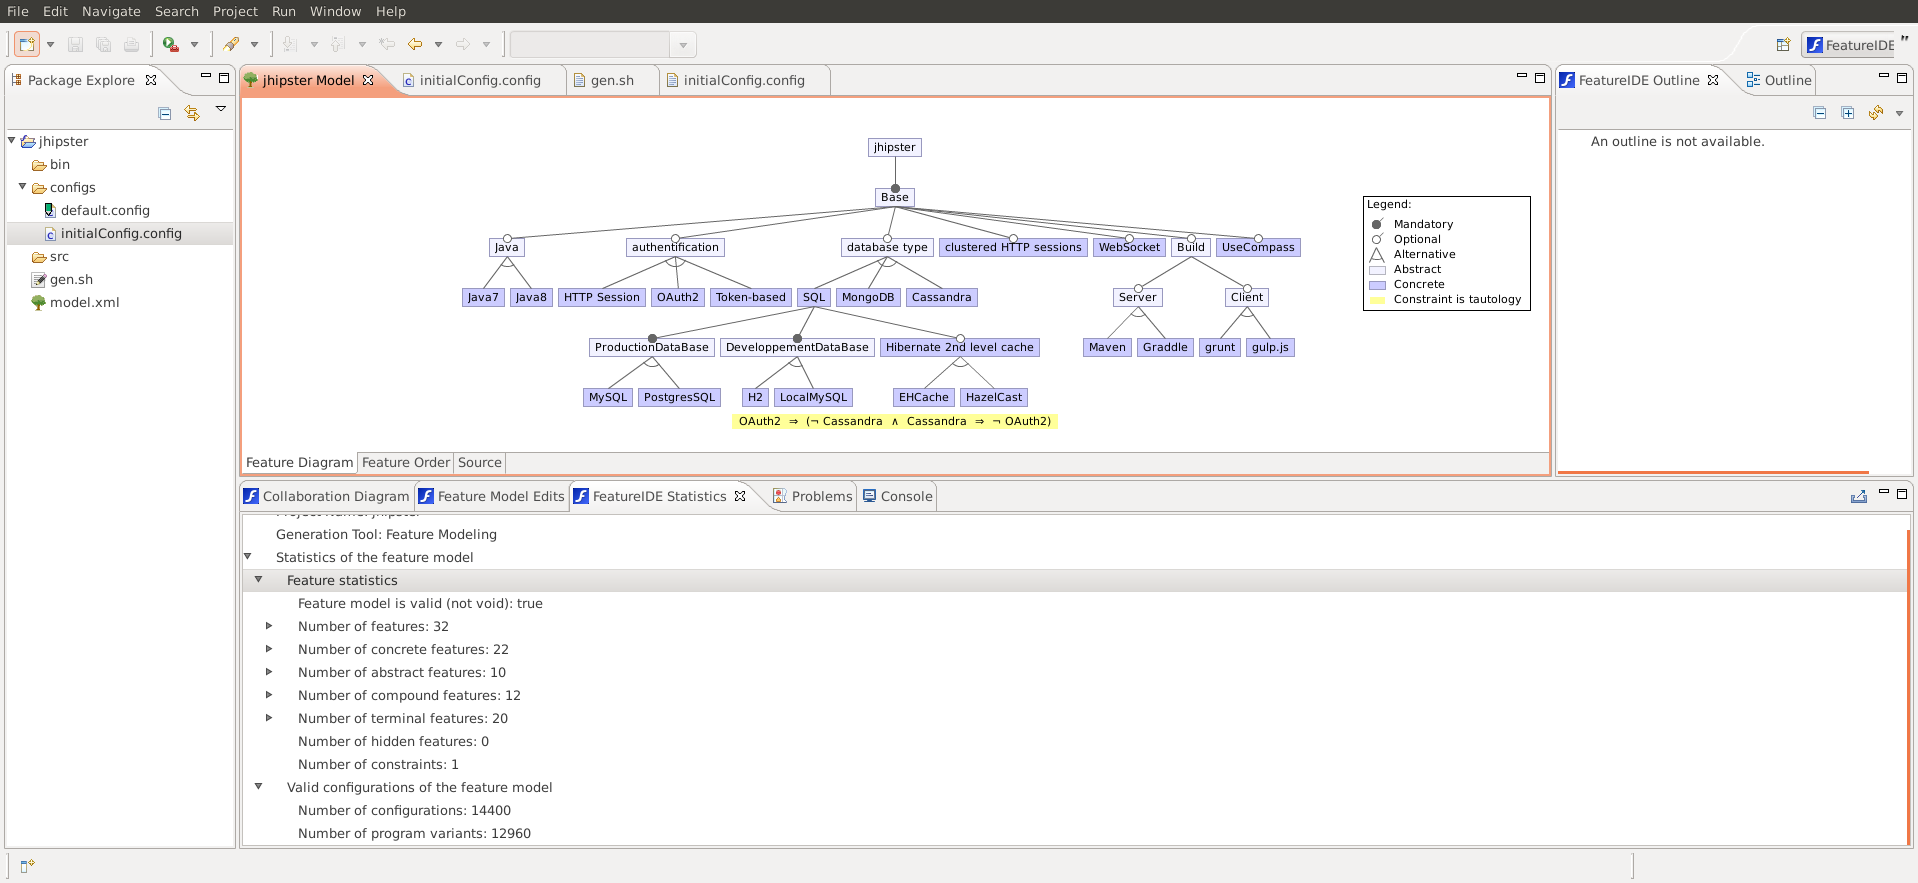 File Edit Navigate Search Project Run Window Help
FeatureIDE
Package Explore
jhipster
bin
configs
default.config
initialConfig.config
src
gen.sh
model.xml
jhipster Model
initialConfig.config
gen.sh
initialConfig.config
jhipster
Base
Java authentification database type clustered HTTP sessions WebSocket Build UseCompass
Java7 Java8 HTTP Session OAuth2 Token-based SQL MongoDB Cassandra Server Client
ProductionDataBase DeveloppementDataBase Hibernate 2nd level cache Maven Graddle grunt gulp.js
MySQL PostgresSQL H2 LocalMySQL EHCache HazelCast
OAuth2 ⇒ (¬ Cassandra ∧ Cassandra ⇒ ¬ OAuth2)
Legend:
Mandatory
Optional
Alternative
Abstract
Concrete
Constraint is tautology
Feature Diagram Feature Order Source
FeatureIDE Outline Outline
An outline is not available.
Collaboration Diagram Feature Model Edits FeatureIDE Statistics Problems Console
Generation Tool: Feature Modeling
Statistics of the feature model
Feature statistics
Feature model is valid (not void): true
Number of features: 32
Number of concrete features: 22
Number of abstract features: 10
Number of compound features: 12
Number of terminal features: 20
Number of hidden features: 0
Number of constraints: 1
Valid configurations of the feature model
Number of configurations: 14400
Number of program variants: 12960